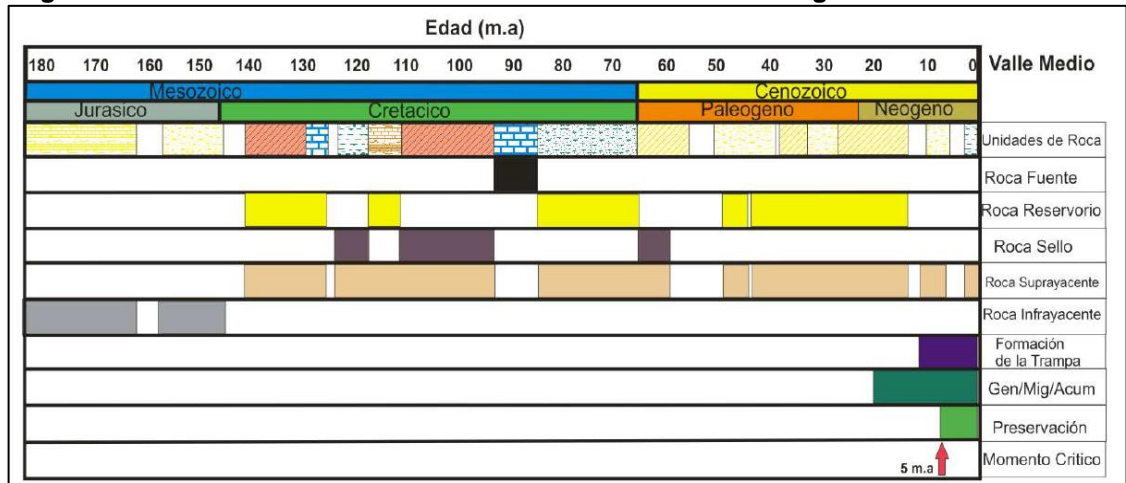 Edad (m.a)
180 170 160 150 140 130 120 110 100 90 80 70 60 50 40 30 20 10 0 Valle Medio
Mesozoico Cenozoico
Jurasico Cretacico Paleogeno Neogeno
Unidades de Roca
Roca Fuente
Roca Reservorio
Roca Sello
Roca Suprayacente
Roca Infrayacente
Formación
de la Trampa
Gen/Mig/Acum
Preservación
5 m.a Momento Critico